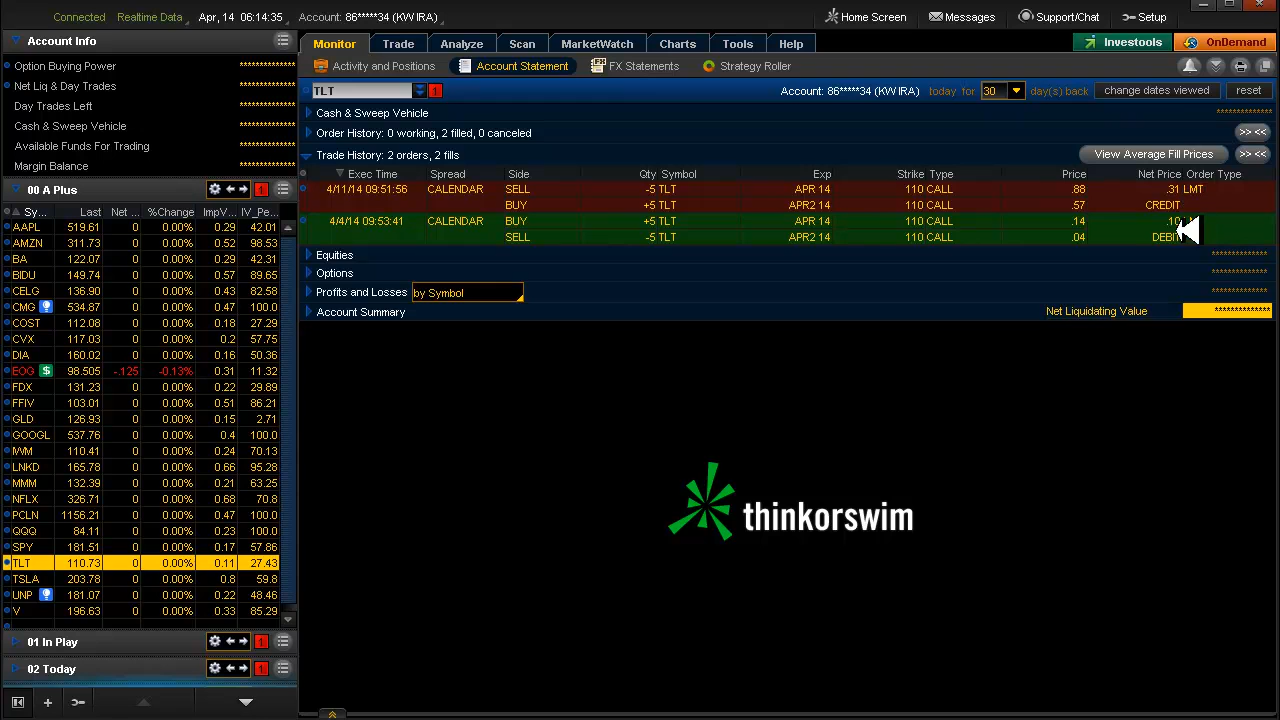 Connected Realtime Data Apr, 14 06:14:35 Account: 86*****34 (KW IRA) Home Screen Messages Support/Chat Setup
Account Info
Option Buying Power **************
Net Liq & Day Trades **************
Day Trades Left **************
Cash & Sweep Vehicle **************
Available Funds For Trading **************
Margin Balance **************
00 A Plus 1
Sy... Last Net ... %Change ImpV... IV_Pe...
AAPL 519.61 0 0.00% 0.29 42.01
AMZN 311.73 0 0.00% 0.52 98.53
BA 122.07 0 0.00% 0.29 42.31
BIDU 149.74 0 0.00% 0.57 89.65
CELG 136.90 0 0.00% 0.43 82.58
CMG 534.87 0 0.00% 0.47 100.0
COST 112.08 0 0.00% 0.18 27.29
CVX 117.03 0 0.00% 0.2 57.75
DIA 160.02 0 0.00% 0.16 50.36
EOG $ 98.505 -.125 -0.13% 0.31 11.32
FDX 131.23 0 0.00% 0.22 29.89
FFIV 103.01 0 0.00% 0.51 86.21
GLD 126.93 0 0.00% 0.15 2.71
GOOGL 537.76 0 0.00% 0.4 100.0
IWM 110.41 0 0.00% 0.24 70.13
LNKD 165.78 0 0.00% 0.66 95.28
MMM 132.39 0 0.00% 0.21 63.25
NFLX 326.71 0 0.00% 0.68 70.8
PCLN 1156.21 0 0.00% 0.47 100.0
QQQ 84.11 0 0.00% 0.23 100.0
SPY 181.51 0 0.00% 0.17 57.86
TLT 110.73 0 0.00% 0.11 27.43
TSLA 203.78 0 0.00% 0.8 59.8
UNP 181.07 0 0.00% 0.22 48.46
196.63 0 0.00% 0.33 85.29
01 In Play 1
02 Today 1
Monitor Trade Analyze Scan MarketWatch Charts Tools Help Investools OnDemand
Activity and Positions Account Statement FX Statements Strategy Roller
TLT 1 Account: 86*****34 (KW IRA) today for 30 day(s) back change dates viewed reset
Cash & Sweep Vehicle **************
Order History: 0 working, 2 filled, 0 canceled >> <<
Trade History: 2 orders, 2 fills View Average Fill Prices >> <<
Exec Time Spread Side Qty Symbol Exp Strike Type Price Net Price Order Type
4/11/14 09:51:56 CALENDAR SELL -5 TLT APR 14 110 CALL .88 .31 LMT
BUY +5 TLT APR2 14 110 CALL .57 CREDIT
4/4/14 09:53:41 CALENDAR BUY +5 TLT APR 14 110 CALL .14 .10
SELL -5 TLT APR2 14 110 CALL .04 DEBIT
Equities **************
Options **************
Profits and Losses by Symbol **************
Account Summary Net Liquidating Value **************
thinkorswim